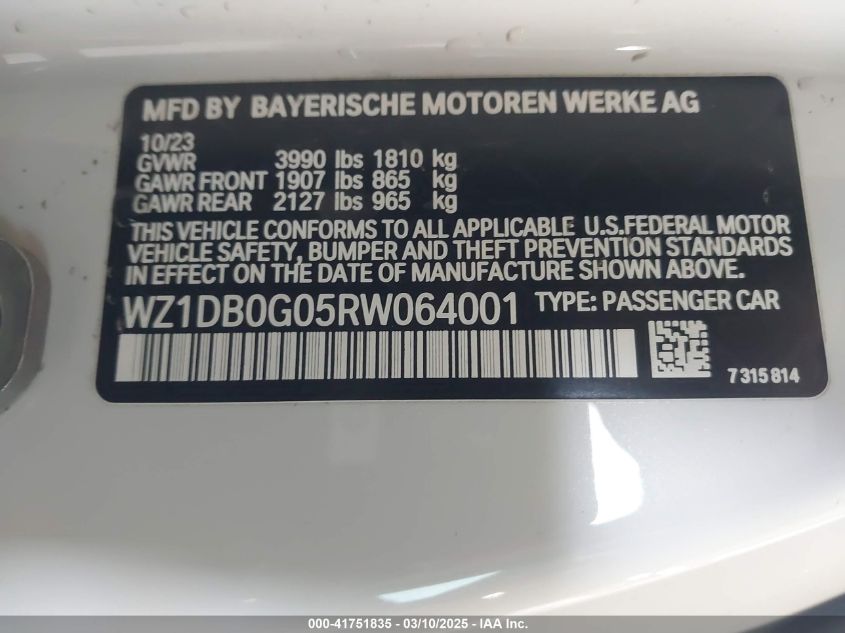 MFD BY BAYERISCHE MOTOREN WERKE AG
10/23
GVWR 3990 lbs 1810 kg
GAWR FRONT 1907 lbs 865 kg
GAWR REAR 2127 lbs 965 kg
THIS VEHICLE CONFORMS TO ALL APPLICABLE U.S.FEDERAL MOTOR
VEHICLE SAFETY, BUMPER AND THEFT PREVENTION STANDARDS
IN EFFECT ON THE DATE OF MANUFACTURE SHOWN ABOVE.
WZ1DB0G05RW064001 TYPE: PASSENGER CAR
7 315 814
000-41751835 - 03/10/2025 - IAA Inc.